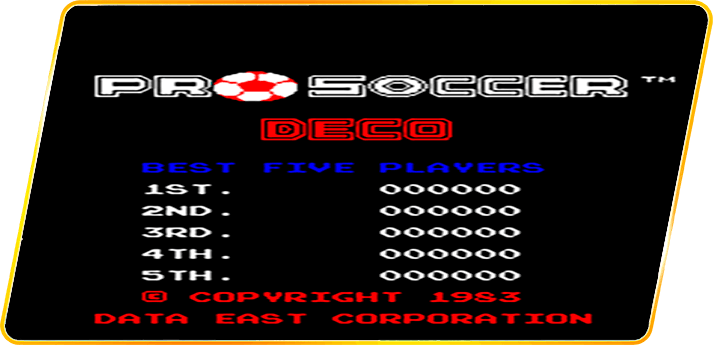 PRO SOCCER ™
DECO
BEST FIVE PLAYERS
1ST. 000000
2ND. 000000
3RD. 000000
4TH. 000000
5TH. 000000
© COPYRIGHT 1983
DATA EAST CORPORATION